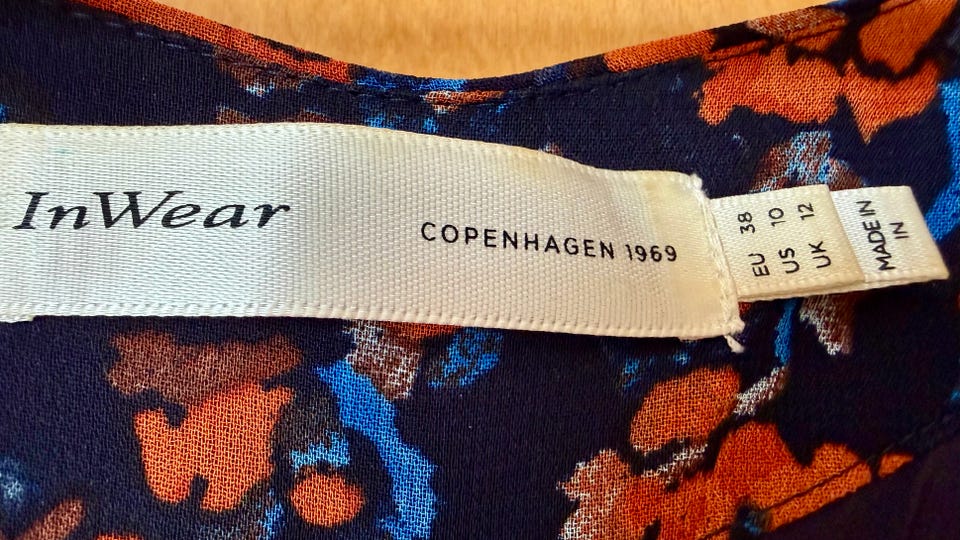 InWear
COPENHAGEN 1969
EU 38
US 10
UK 12
MADE IN
IN